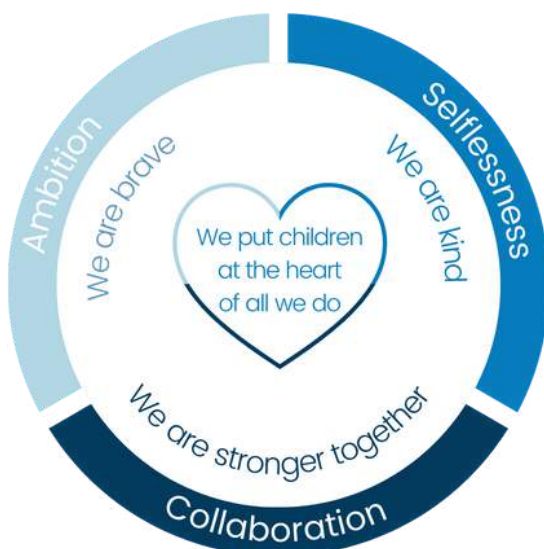 Ambition
We are brave
Selflessness
We are kind
We put children
at the heart
of all we do
We are stronger together
Collaboration